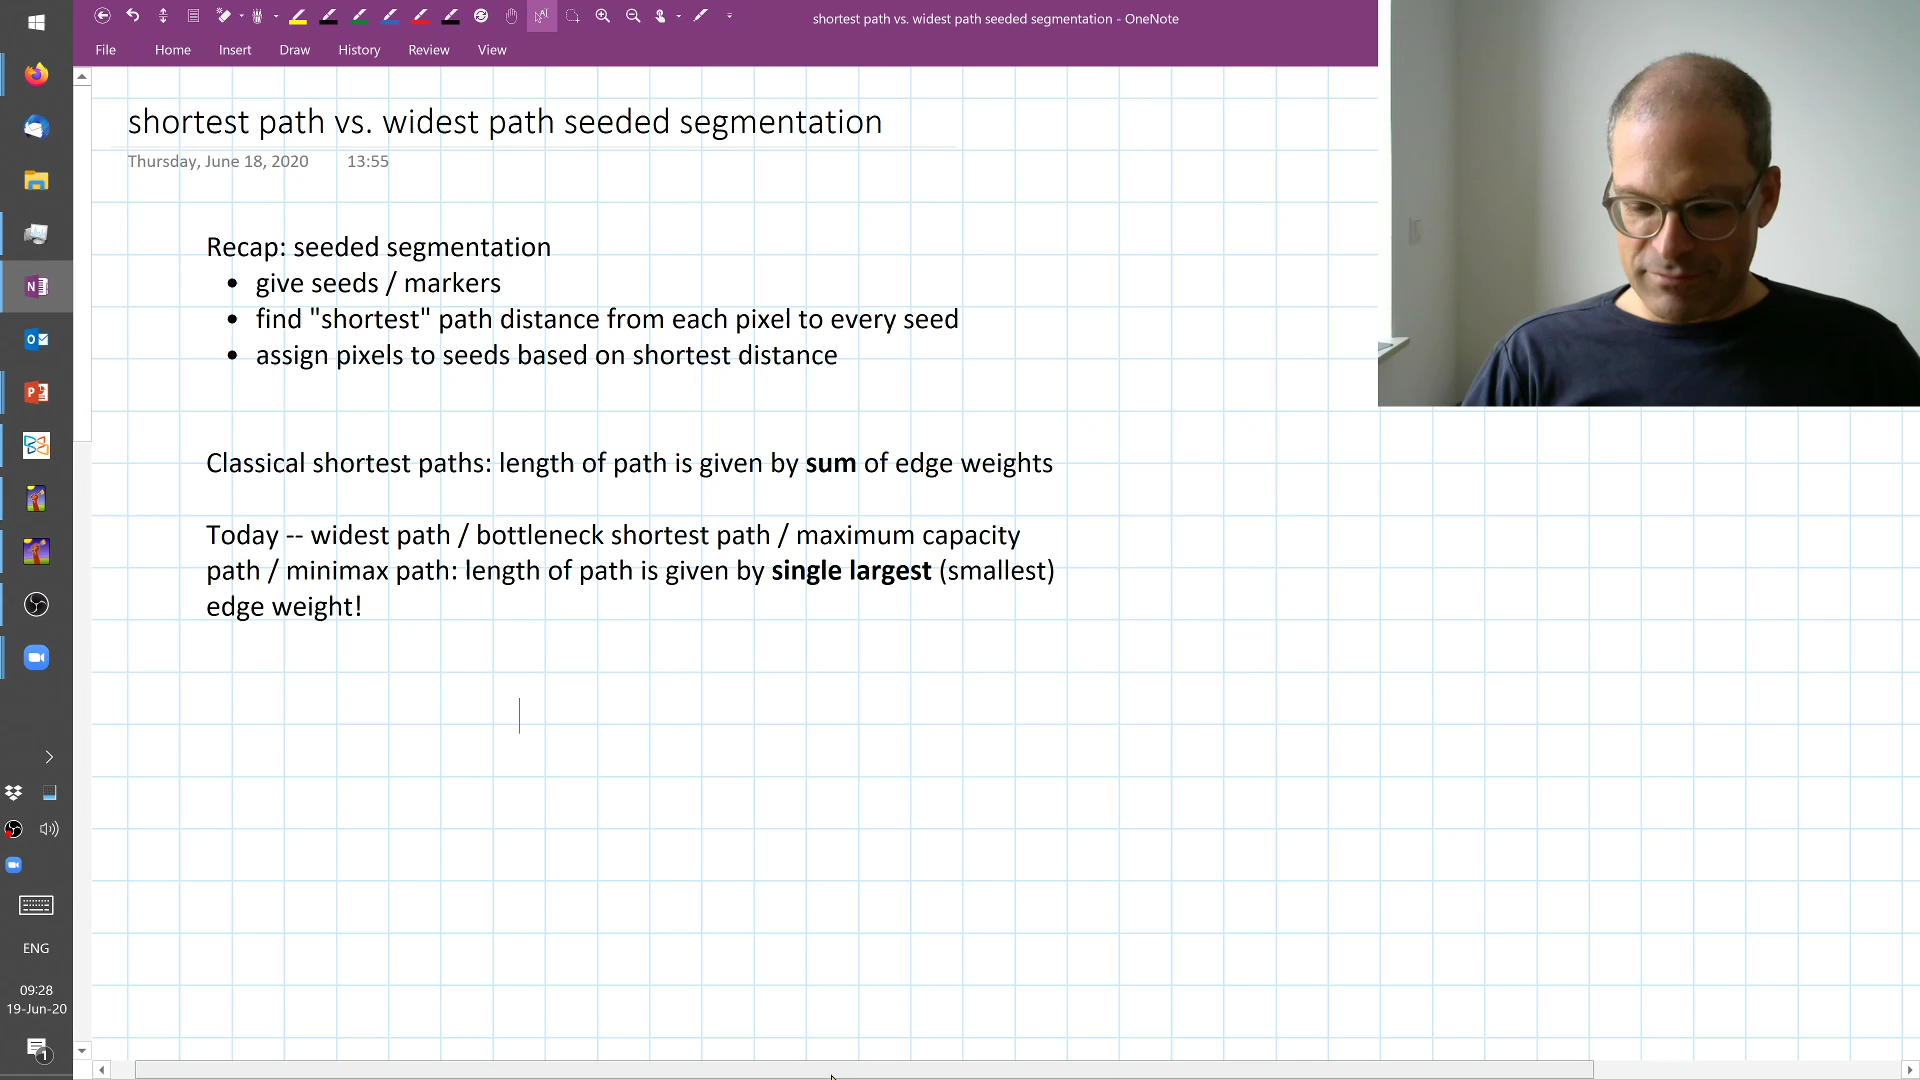 shortest path vs. widest path seeded segmentation - OneNote
File Home Insert Draw History Review View
shortest path vs. widest path seeded segmentation
Thursday, June 18, 2020 13:55
Recap: seeded segmentation
• give seeds / markers
• find "shortest" path distance from each pixel to every seed
• assign pixels to seeds based on shortest distance
Classical shortest paths: length of path is given by sum of edge weights
Today -- widest path / bottleneck shortest path / maximum capacity
path / minimax path: length of path is given by single largest (smallest)
edge weight!
ENG
09:28
19-Jun-20
1